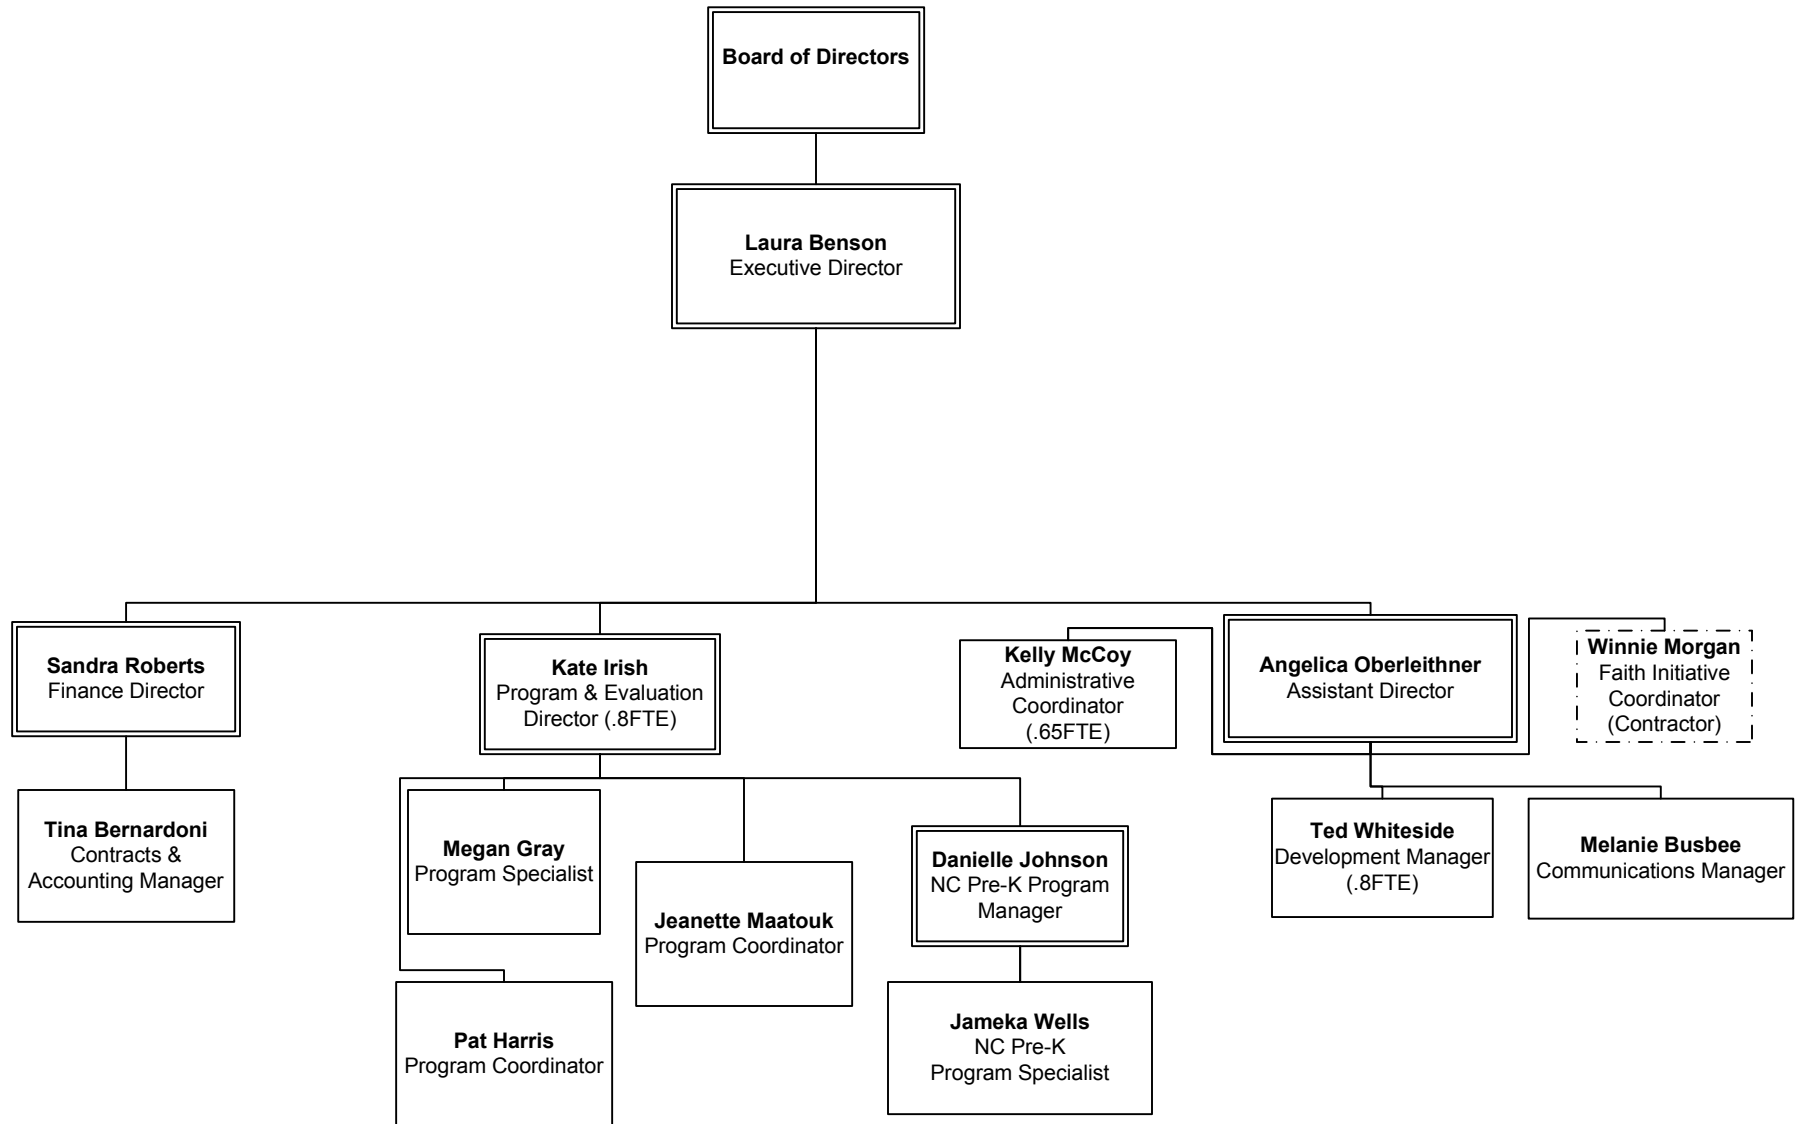 Board of Directors
Laura Benson
Executive Director
Sandra Roberts
Finance Director
Kate Irish
Program & Evaluation
Director (.8FTE)
Kelly McCoy
Administrative
Coordinator
(.65FTE)
Angelica Oberleithner
Assistant Director
Winnie Morgan
Faith Initiative
Coordinator
(Contractor)
Tina Bernardoni
Contracts &
Accounting Manager
Megan Gray
Program Specialist
Jeanette Maatouk
Program Coordinator
Danielle Johnson
NC Pre-K Program
Manager
Ted Whiteside
Development Manager
(.8FTE)
Melanie Busbee
Communications Manager
Pat Harris
Program Coordinator
Jameka Wells
NC Pre-K
Program Specialist